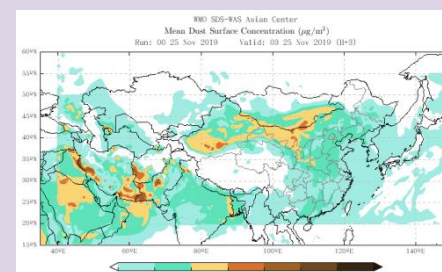 WMO SDS-WAS Asian Center
Mean Dust Surface Concentration (μg/m³)
Run: 00 25 Nov 2019 Valid: 03 25 Nov 2019 (H+3)
60°N
55°N
50°N
45°N
40°N
35°N
30°N
25°N
20°N
15°N
40°E 60°E 80°E 100°E 120°E 140°E